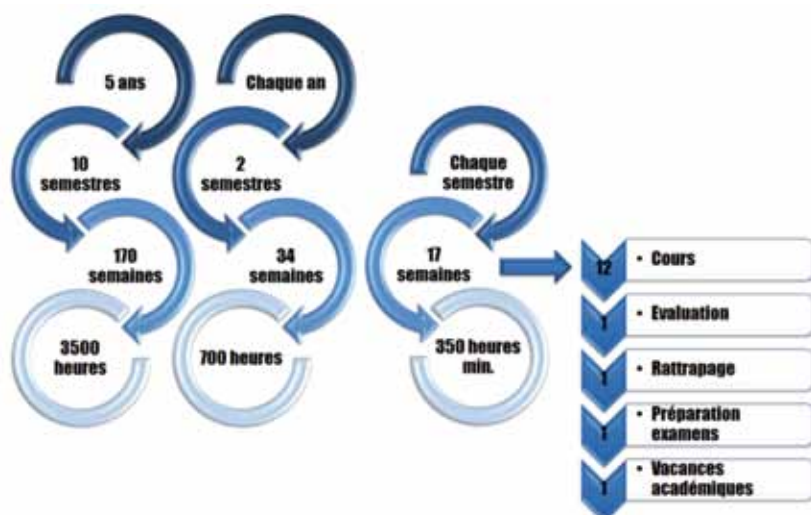 5 ans
10
semestres
170
semaines
3500
heures
Chaque an
2
semestres
34
semaines
700 heures
Chaque
semestre
17
semaines
350 heures
min.
12
• Cours
1
• Evaluation
1
• Rattrapage
1
• Préparation
examens
1
• Vacances
académiques